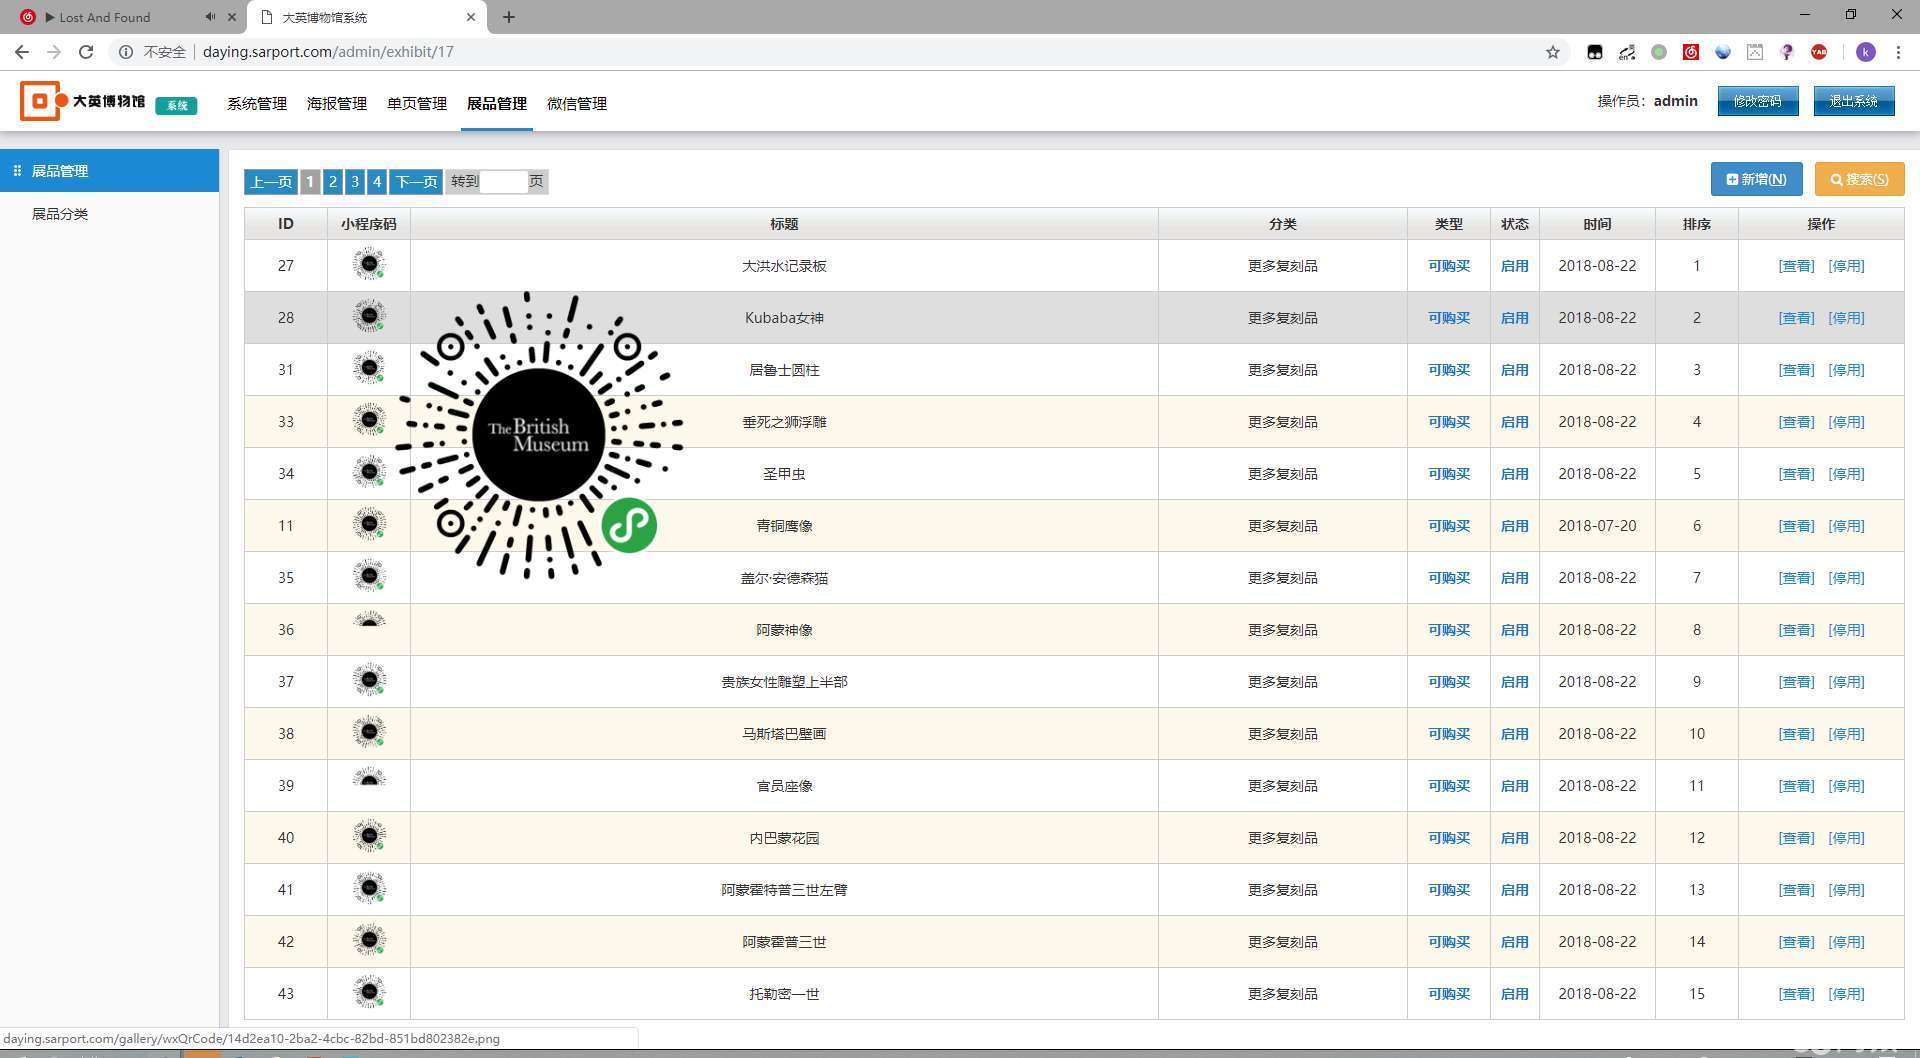 Lost And Found
大英博物馆系统
不安全 daying.sarport.com/admin/exhibit/17
en
YAB
k
大英博物馆 系统 系统管理 海报管理 单页管理 展品管理 微信管理 操作员：admin 修改密码 退出系统
展品管理
展品分类
上一页 1 2 3 4 下一页 转到 页 新增(N) 搜索(S)
ID 小程序码 标题 分类 类型 状态 时间 排序 操作
27 大洪水记录板 更多复刻品 可购买 启用 2018-08-22 1 [查看] [停用]
28 Kubaba女神 更多复刻品 可购买 启用 2018-08-22 2 [查看] [停用]
31 居鲁士圆柱 更多复刻品 可购买 启用 2018-08-22 3 [查看] [停用]
33 垂死之狮浮雕 更多复刻品 可购买 启用 2018-08-22 4 [查看] [停用]
The British
Museum
34 圣甲虫 更多复刻品 可购买 启用 2018-08-22 5 [查看] [停用]
11 青铜鹰像 更多复刻品 可购买 启用 2018-07-20 6 [查看] [停用]
35 盖尔·安德森猫 更多复刻品 可购买 启用 2018-08-22 7 [查看] [停用]
36 阿蒙神像 更多复刻品 可购买 启用 2018-08-22 8 [查看] [停用]
37 贵族女性雕塑上半部 更多复刻品 可购买 启用 2018-08-22 9 [查看] [停用]
38 马斯塔巴壁画 更多复刻品 可购买 启用 2018-08-22 10 [查看] [停用]
39 官员座像 更多复刻品 可购买 启用 2018-08-22 11 [查看] [停用]
40 内巴蒙花园 更多复刻品 可购买 启用 2018-08-22 12 [查看] [停用]
41 阿蒙霍特普三世左臂 更多复刻品 可购买 启用 2018-08-22 13 [查看] [停用]
42 阿蒙霍普三世 更多复刻品 可购买 启用 2018-08-22 14 [查看] [停用]
43 托勒密一世 更多复刻品 可购买 启用 2018-08-22 15 [查看] [停用]
daying.sarport.com/gallery/wxQrCode/14d2ea10-2ba2-4cbc-82bd-851bd802382e.png